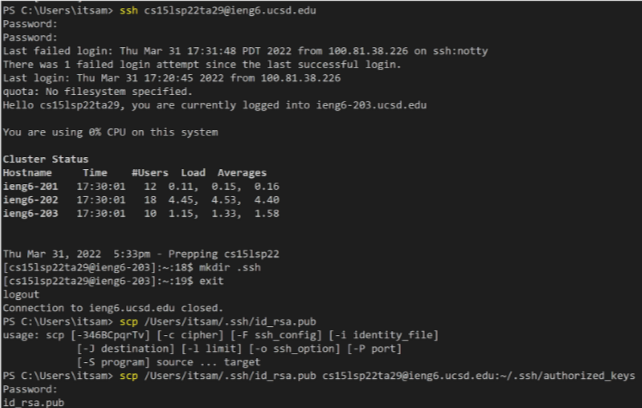 PS C:\Users\itsam> ssh cs15lsp22ta29@ieng6.ucsd.edu
Password:
Password:
Last failed login: Thu Mar 31 17:31:48 PDT 2022 from 100.81.38.226 on ssh:notty
There was 1 failed login attempt since the last successful login.
Last login: Thu Mar 31 17:20:45 2022 from 100.81.38.226
quota: No filesystem specified.
Hello cs15lsp22ta29, you are currently logged into ieng6-203.ucsd.edu
You are using 0% CPU on this system
Cluster Status
Hostname Time #Users Load Averages
ieng6-201 17:30:01 12 0.11, 0.15, 0.16
ieng6-202 17:30:01 18 4.45, 4.53, 4.40
ieng6-203 17:30:01 10 1.15, 1.33, 1.58
Thu Mar 31, 2022 5:33pm - Prepping cs15lsp22
[cs15lsp22ta29@ieng6-203]:~:18$ mkdir .ssh
[cs15lsp22ta29@ieng6-203]:~:19$ exit
logout
Connection to ieng6.ucsd.edu closed.
PS C:\Users\itsam> scp /Users/itsam/.ssh/id_rsa.pub
usage: scp [-346BCpqrTv] [-c cipher] [-F ssh_config] [-i identity_file]
[-J destination] [-l limit] [-o ssh_option] [-P port]
[-S program] source ... target
PS C:\Users\itsam> scp /Users/itsam/.ssh/id_rsa.pub cs15lsp22ta29@ieng6.ucsd.edu:~/.ssh/authorized_keys
Password:
id_rsa.pub